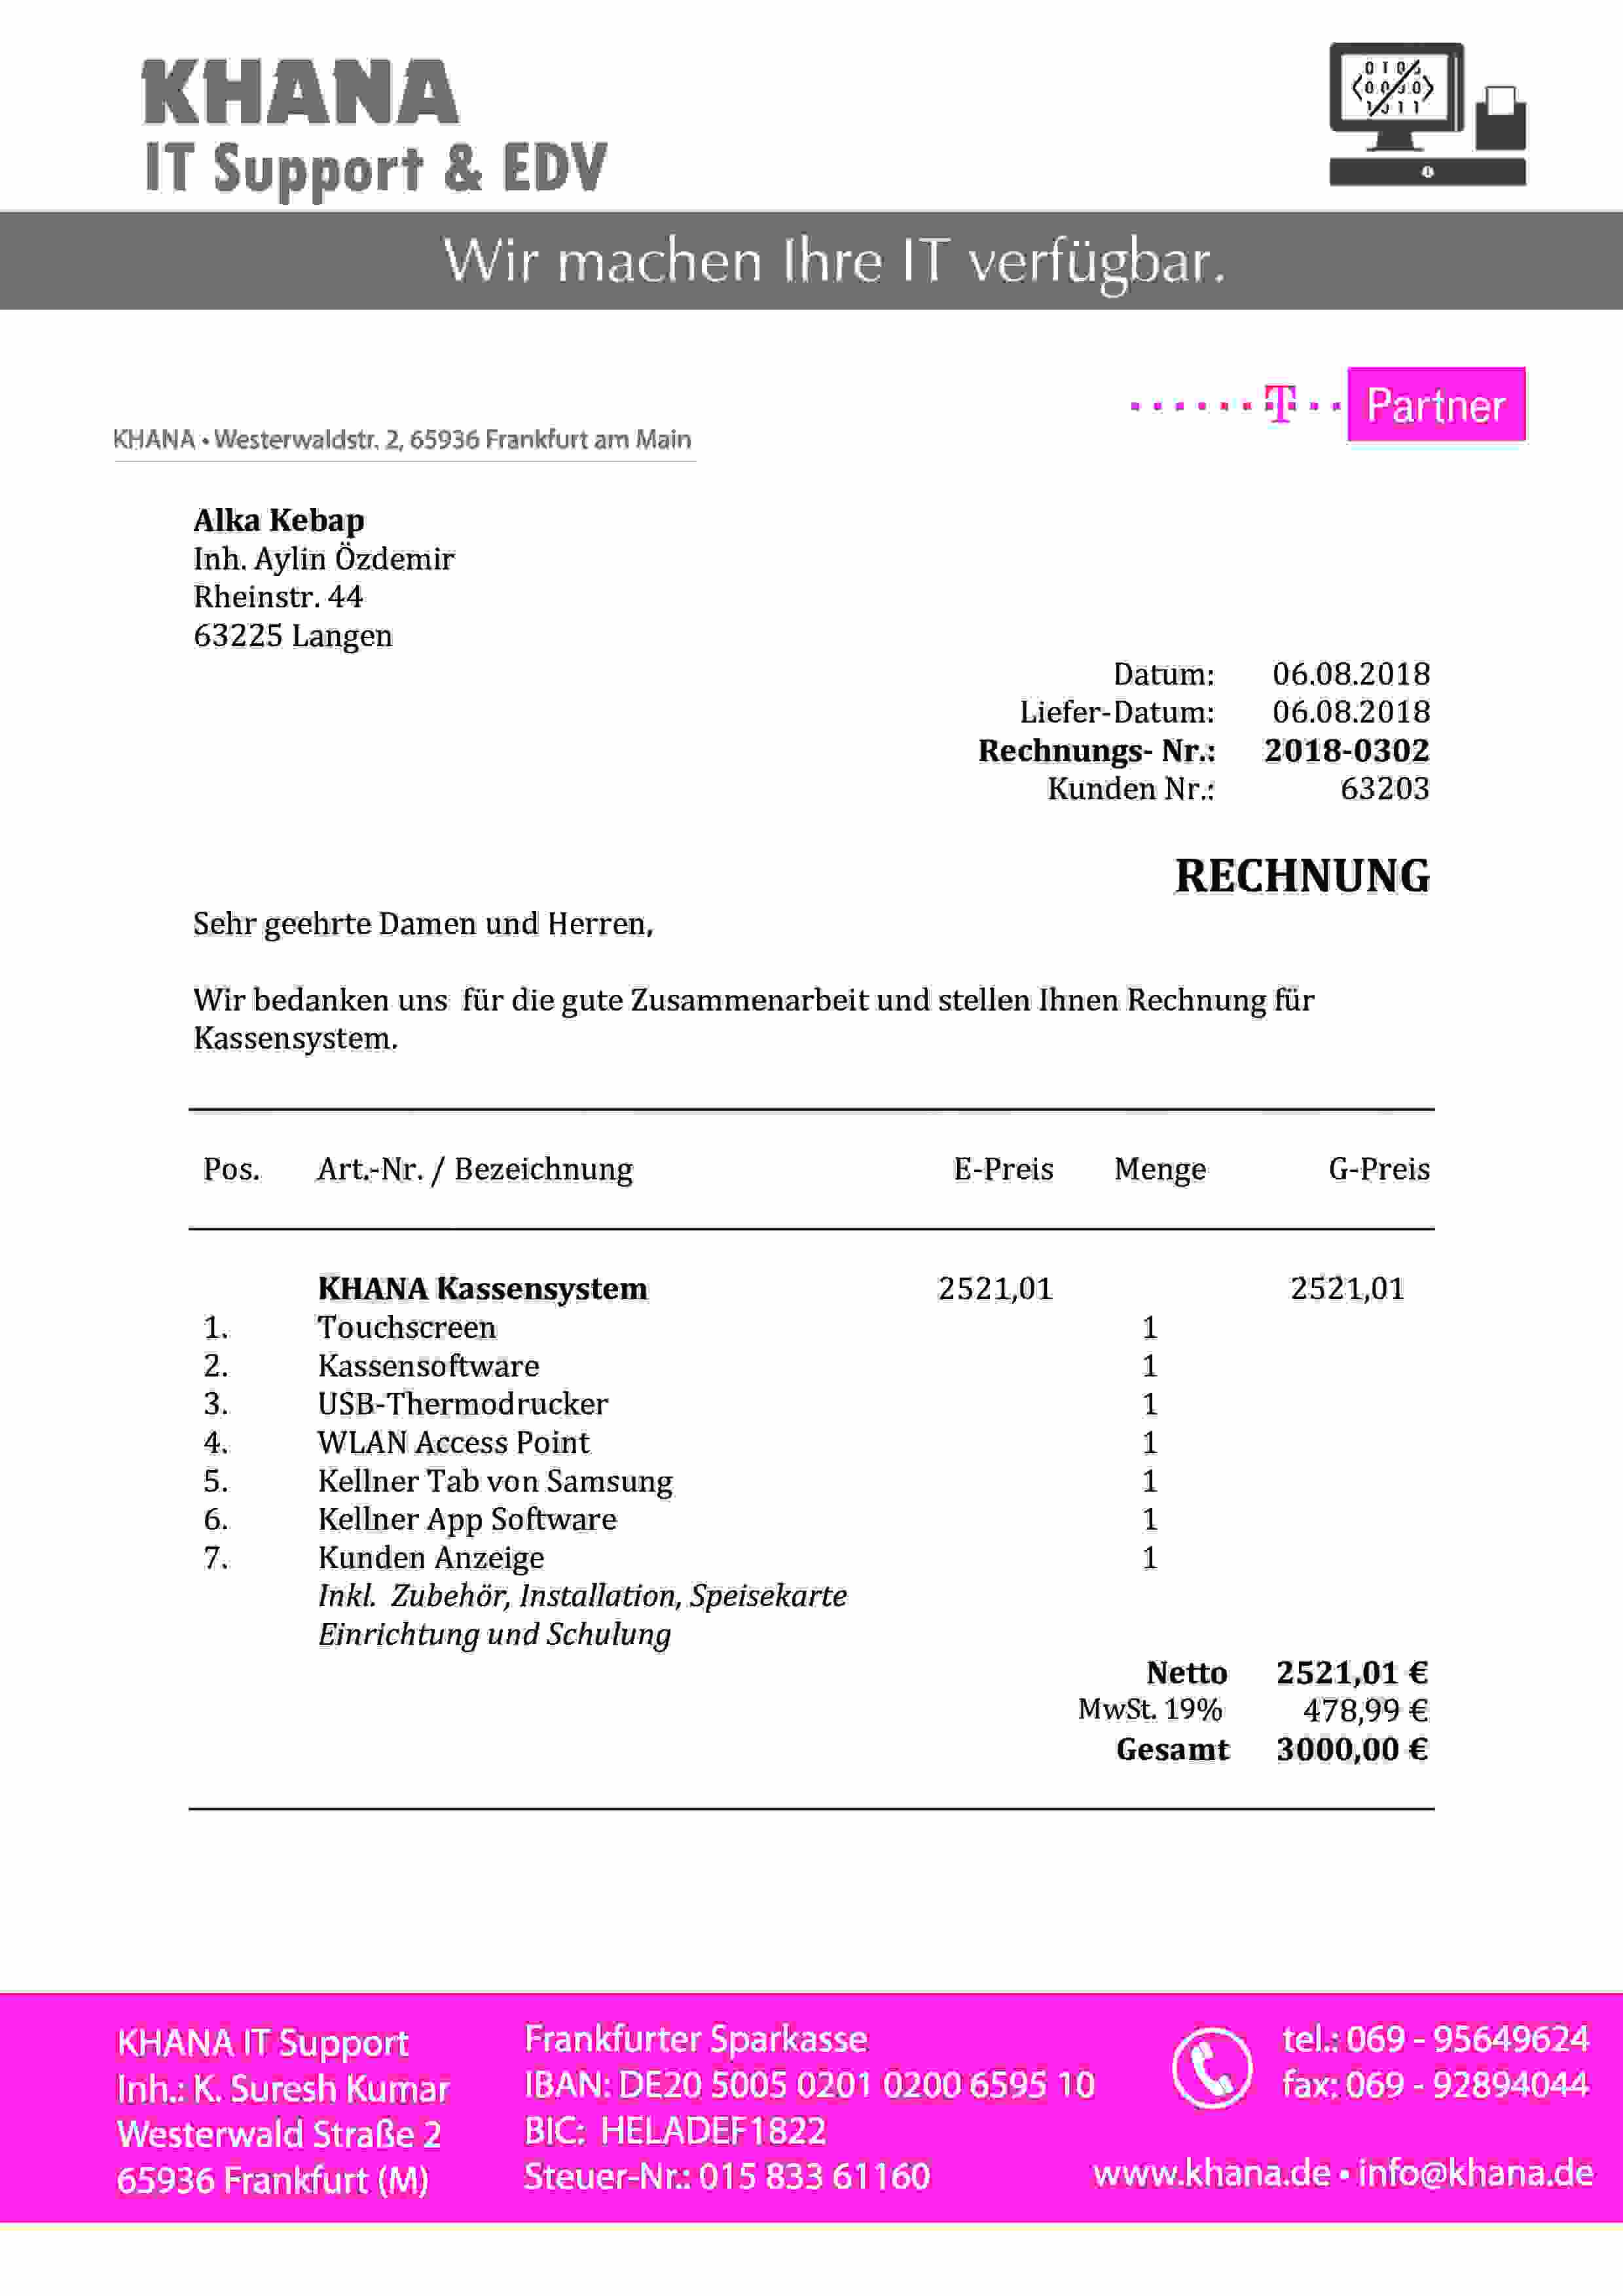 KHANA
IT Support & EDV
Wir machen Ihre IT verfügbar.
T Partner
KHANA • Westerwaldstr. 2, 65936 Frankfurt am Main
Alka Kebap
Inh. Aylin Özdemir
Rheinstr. 44
63225 Langen
Datum: 06.08.2018
Liefer-Datum: 06.08.2018
Rechnungs- Nr.: 2018-0302
Kunden Nr.: 63203
RECHNUNG
Sehr geehrte Damen und Herren,
Wir bedanken uns für die gute Zusammenarbeit und stellen Ihnen Rechnung für
Kassensystem.
Pos. Art.-Nr. / Bezeichnung E-Preis Menge G-Preis
KHANA Kassensystem 2521,01 2521,01
1. Touchscreen 1
2. Kassensoftware 1
3. USB-Thermodrucker 1
4. WLAN Access Point 1
5. Kellner Tab von Samsung 1
6. Kellner App Software 1
7. Kunden Anzeige 1
Inkl. Zubehör, Installation, Speisekarte
Einrichtung und Schulung
Netto 2521,01 €
MwSt. 19% 478,99 €
Gesamt 3000,00 €
KHANA IT Support
Inh.: K. Suresh Kumar
Westerwald Straße 2
65936 Frankfurt (M)
Frankfurter Sparkasse
IBAN: DE20 5005 0201 0200 6595 10
BIC: HELADEF1822
Steuer-Nr.: 015 833 61160
tel.: 069 - 95649624
fax: 069 - 92894044
www.khana.de • info@khana.de